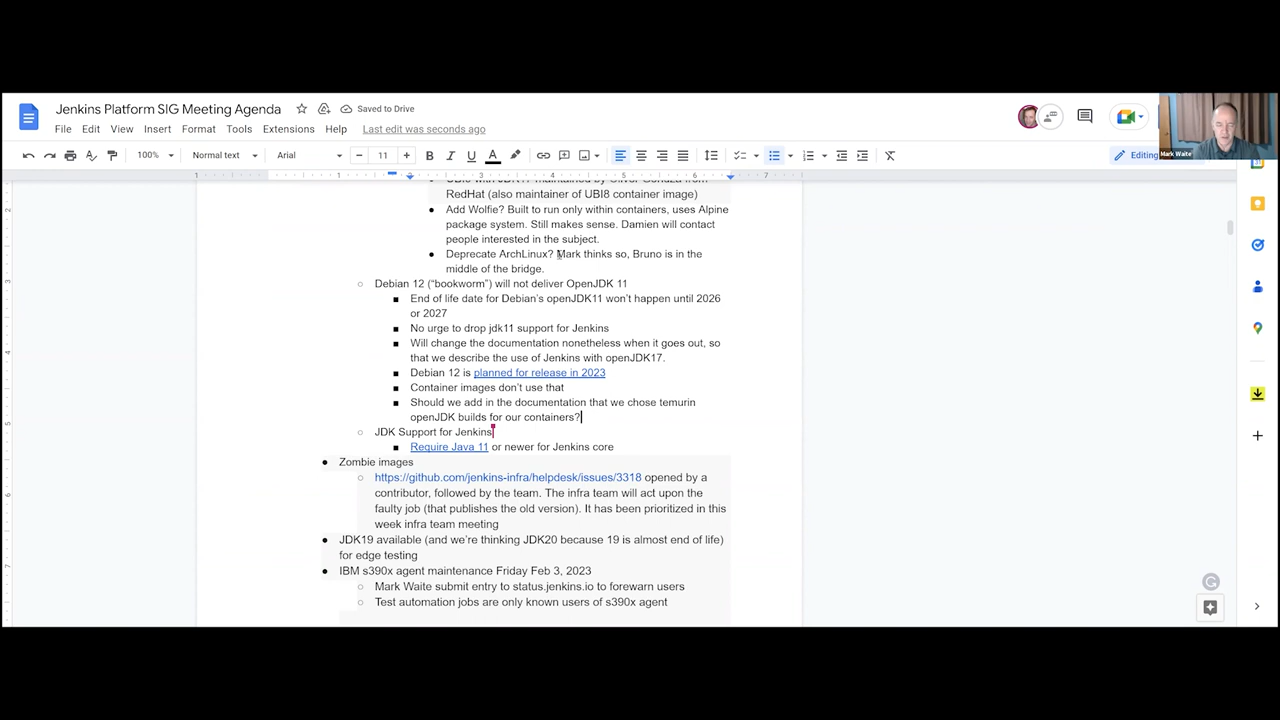 Jenkins Platform SIG Meeting Agenda
Saved to Drive
File Edit View Insert Format Tools Extensions Help Last edit was seconds ago
Mark Waite
100% Normal text Arial 11 B I U A Editing
1 1 2 3 4 5 6 7
RedHat (also maintainer of UBI8 container image)
Add Wolfie? Built to run only within containers, uses Alpine
package system. Still makes sense. Damien will contact
people interested in the subject.
Deprecate ArchLinux? Mark thinks so, Bruno is in the
middle of the bridge.
Debian 12 (“bookworm”) will not deliver OpenJDK 11
End of life date for Debian's openJDK11 won't happen until 2026
or 2027
No urge to drop jdk11 support for Jenkins
Will change the documentation nonetheless when it goes out, so
that we describe the use of Jenkins with openJDK17.
Debian 12 is planned for release in 2023
Container images don't use that
Should we add in the documentation that we chose temurin
openJDK builds for our containers?
JDK Support for Jenkins
Require Java 11 or newer for Jenkins core
Zombie images
https://github.com/jenkins-infra/helpdesk/issues/3318 opened by a
contributor, followed by the team. The infra team will act upon the
faulty job (that publishes the old version). It has been prioritized in this
week infra team meeting
JDK19 available (and we're thinking JDK20 because 19 is almost end of life)
for edge testing
IBM s390x agent maintenance Friday Feb 3, 2023
Mark Waite submit entry to status.jenkins.io to forewarn users
Test automation jobs are only known users of s390x agent